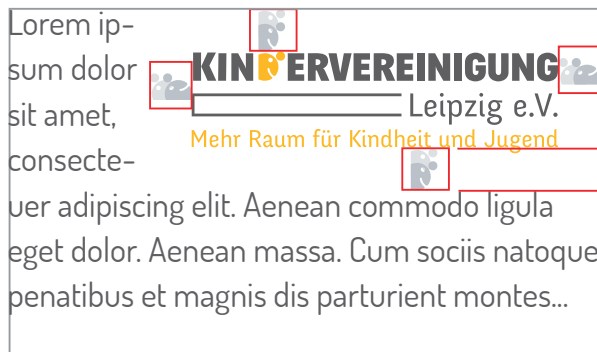 Lorem ip-
sum dolor
sit amet,
consecte-
KINDERVEREINIGUNG
Leipzig e.V.
Mehr Raum für Kindheit und Jugend
uer adipiscing elit. Aenean commodo ligula
eget dolor. Aenean massa. Cum sociis natoque
penatibus et magnis dis parturient montes...